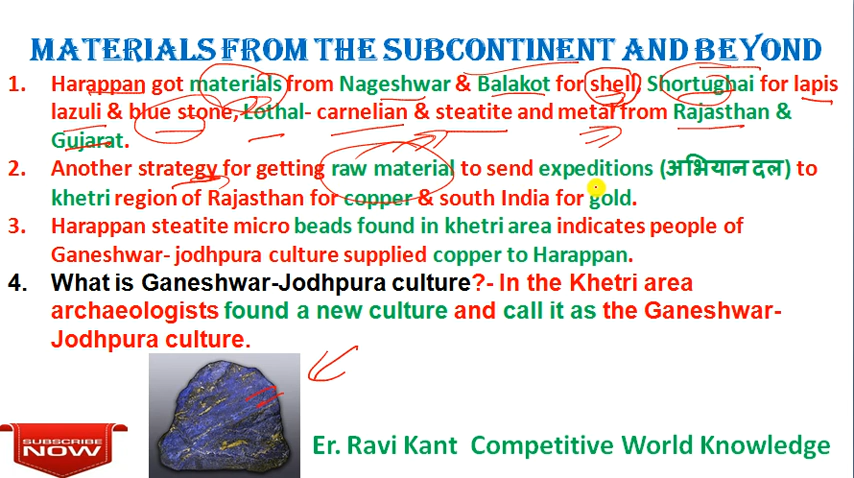 MATERIALS FROM THE SUBCONTINENT AND BEYOND
1. Harappan got materials from Nageshwar & Balakot for shell, Shortughai for lapis
lazuli & blue stone, Lothal- carnelian & steatite and metal from Rajasthan &
Gujarat.
2. Another strategy for getting raw material to send expeditions (अभियान दल) to
khetri region of Rajasthan for copper & south India for gold.
3. Harappan steatite micro beads found in khetri area indicates people of
Ganeshwar- jodhpura culture supplied copper to Harappan.
4. What is Ganeshwar-Jodhpura culture?- In the Khetri area
archaeologists found a new culture and call it as the Ganeshwar-
Jodhpura culture.
SUBSCRIBE
NOW
Er. Ravi Kant Competitive World Knowledge